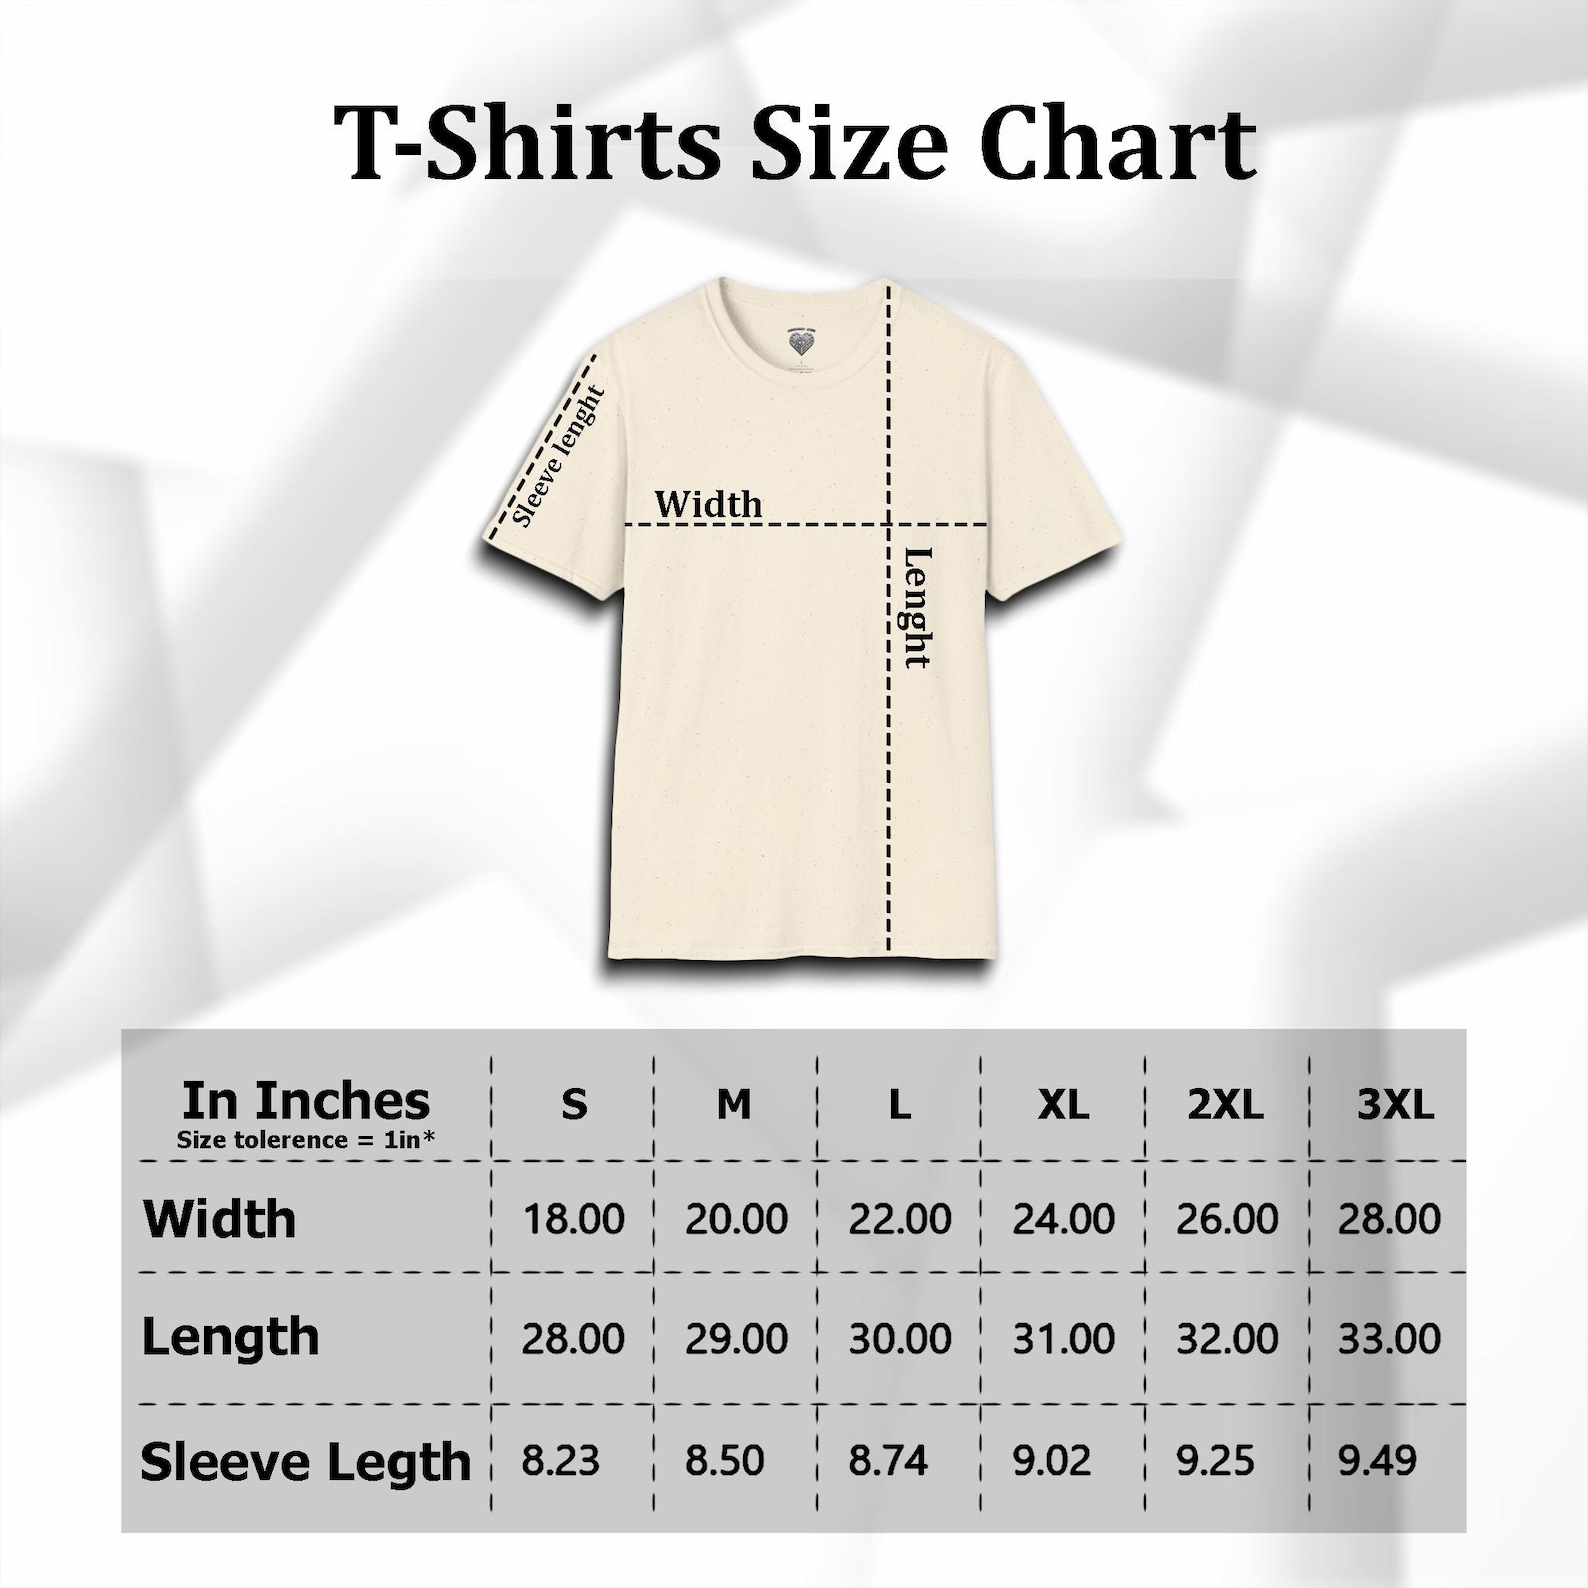 T-Shirts Size Chart
Sleeve lenght
Width
Lenght
In Inches S M L XL 2XL 3XL
Size tolerence = 1in*
Width 18.00 20.00 22.00 24.00 26.00 28.00
Length 28.00 29.00 30.00 31.00 32.00 33.00
Sleeve Legth 8.23 8.50 8.74 9.02 9.25 9.49